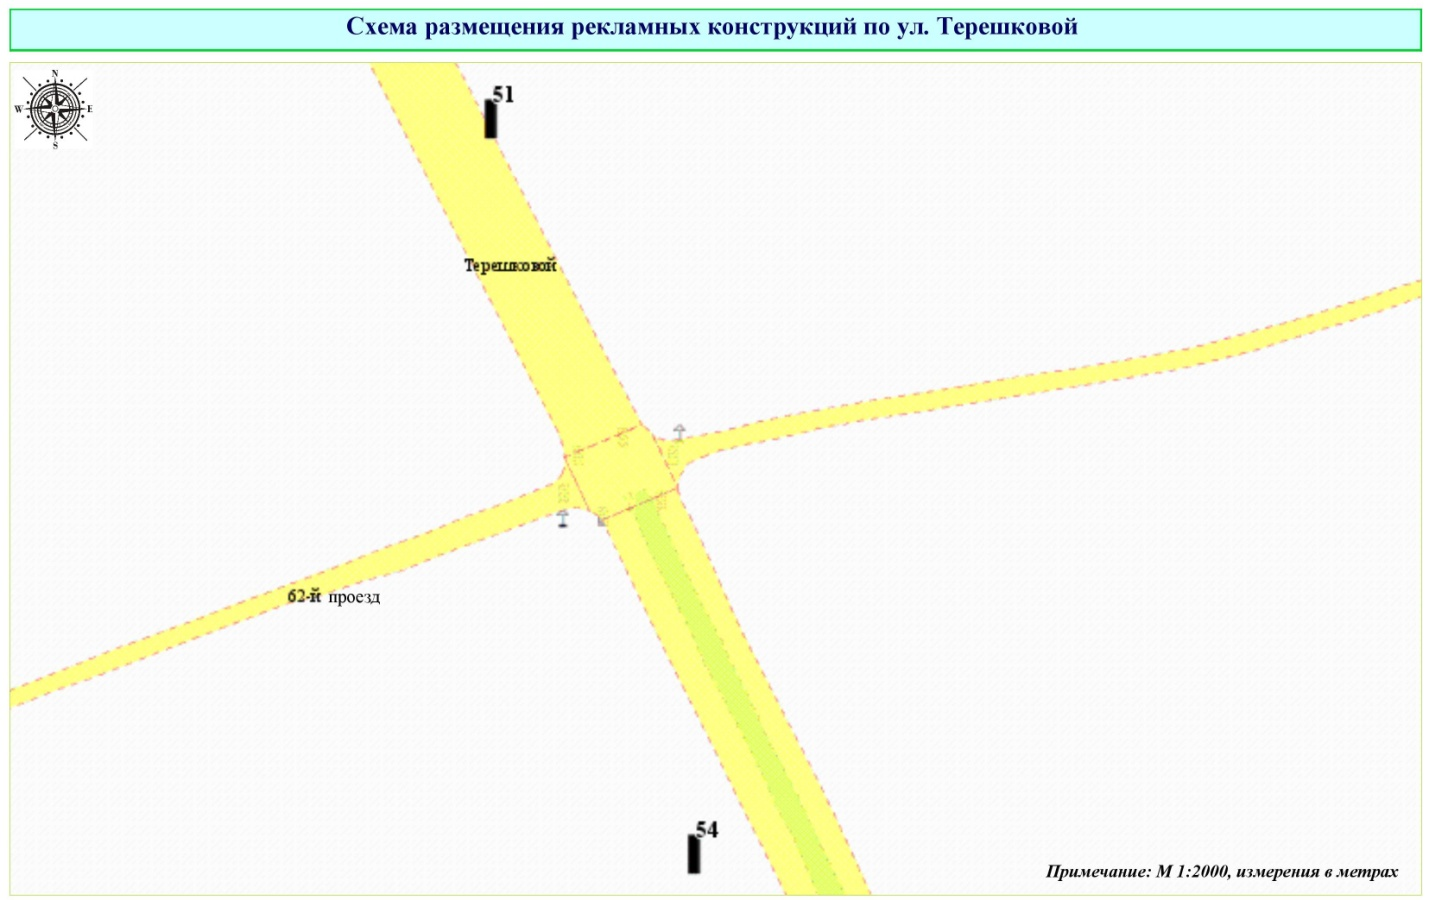 Схема размещения рекламных конструкций по ул. Терешковой
N
W E
S
51
Терешковой
62-й проезд
54
Примечание: М 1:2000, измерения в метрах